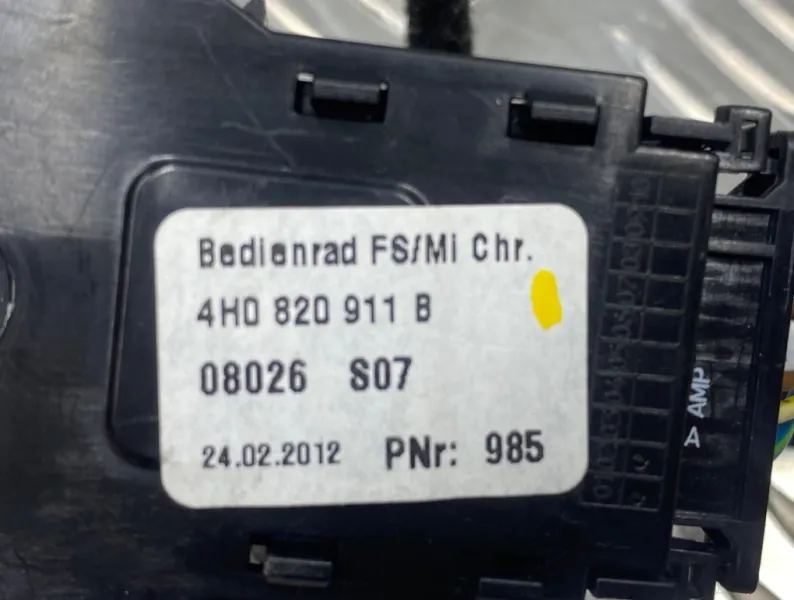 Bedienrad FS/Mi Chr.
4H0 820 911 B
08026 S07
24.02.2012 PNr: 985
AMP